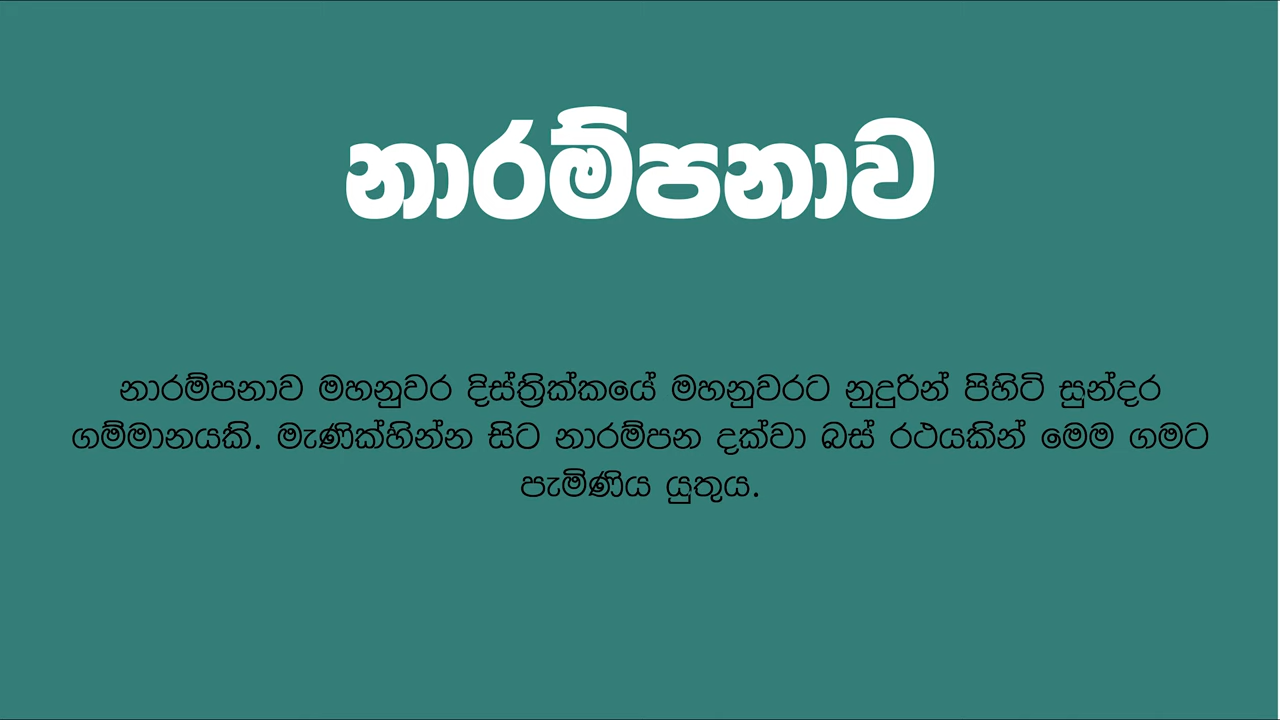 නාරම්පනාව
නාරම්පනාව මහනුවර දිස්ත්‍රික්කයේ මහනුවරට නුදුරින් පිහිටි සුන්දර
ගම්මානයකි. මැණික්හින්න සිට නාරම්පන දක්වා බස් රථයකින් මෙම ගමට
පැමිණිය යුතුය.